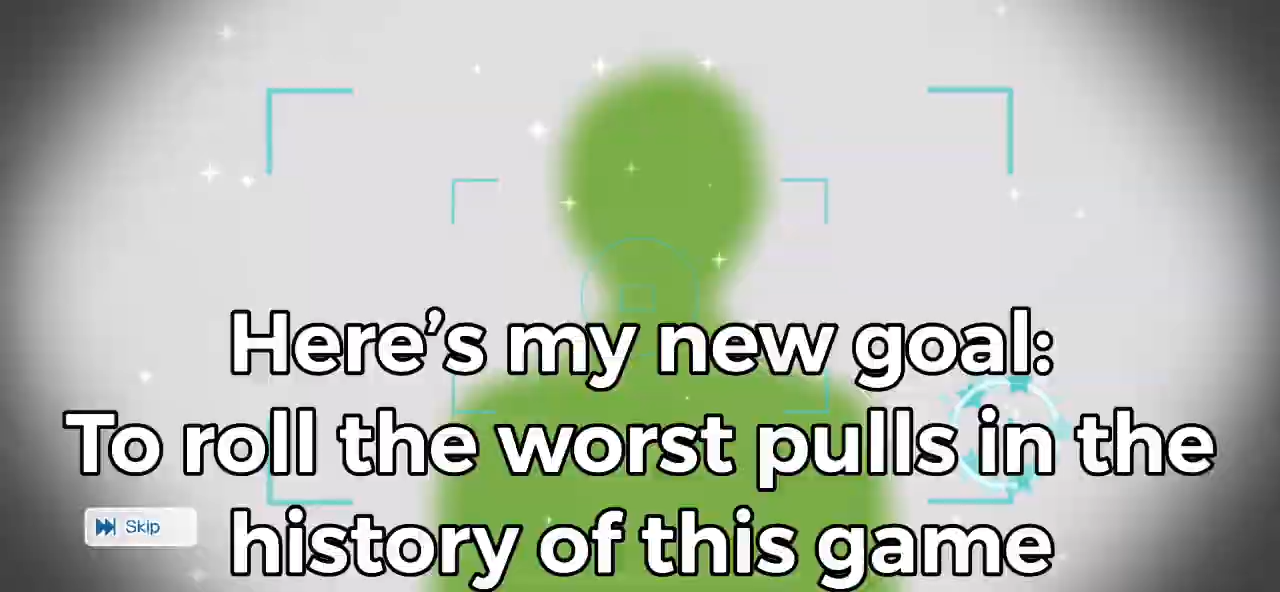 Here’s my new goal:
To roll the worst pulls in the
history of this game
Skip